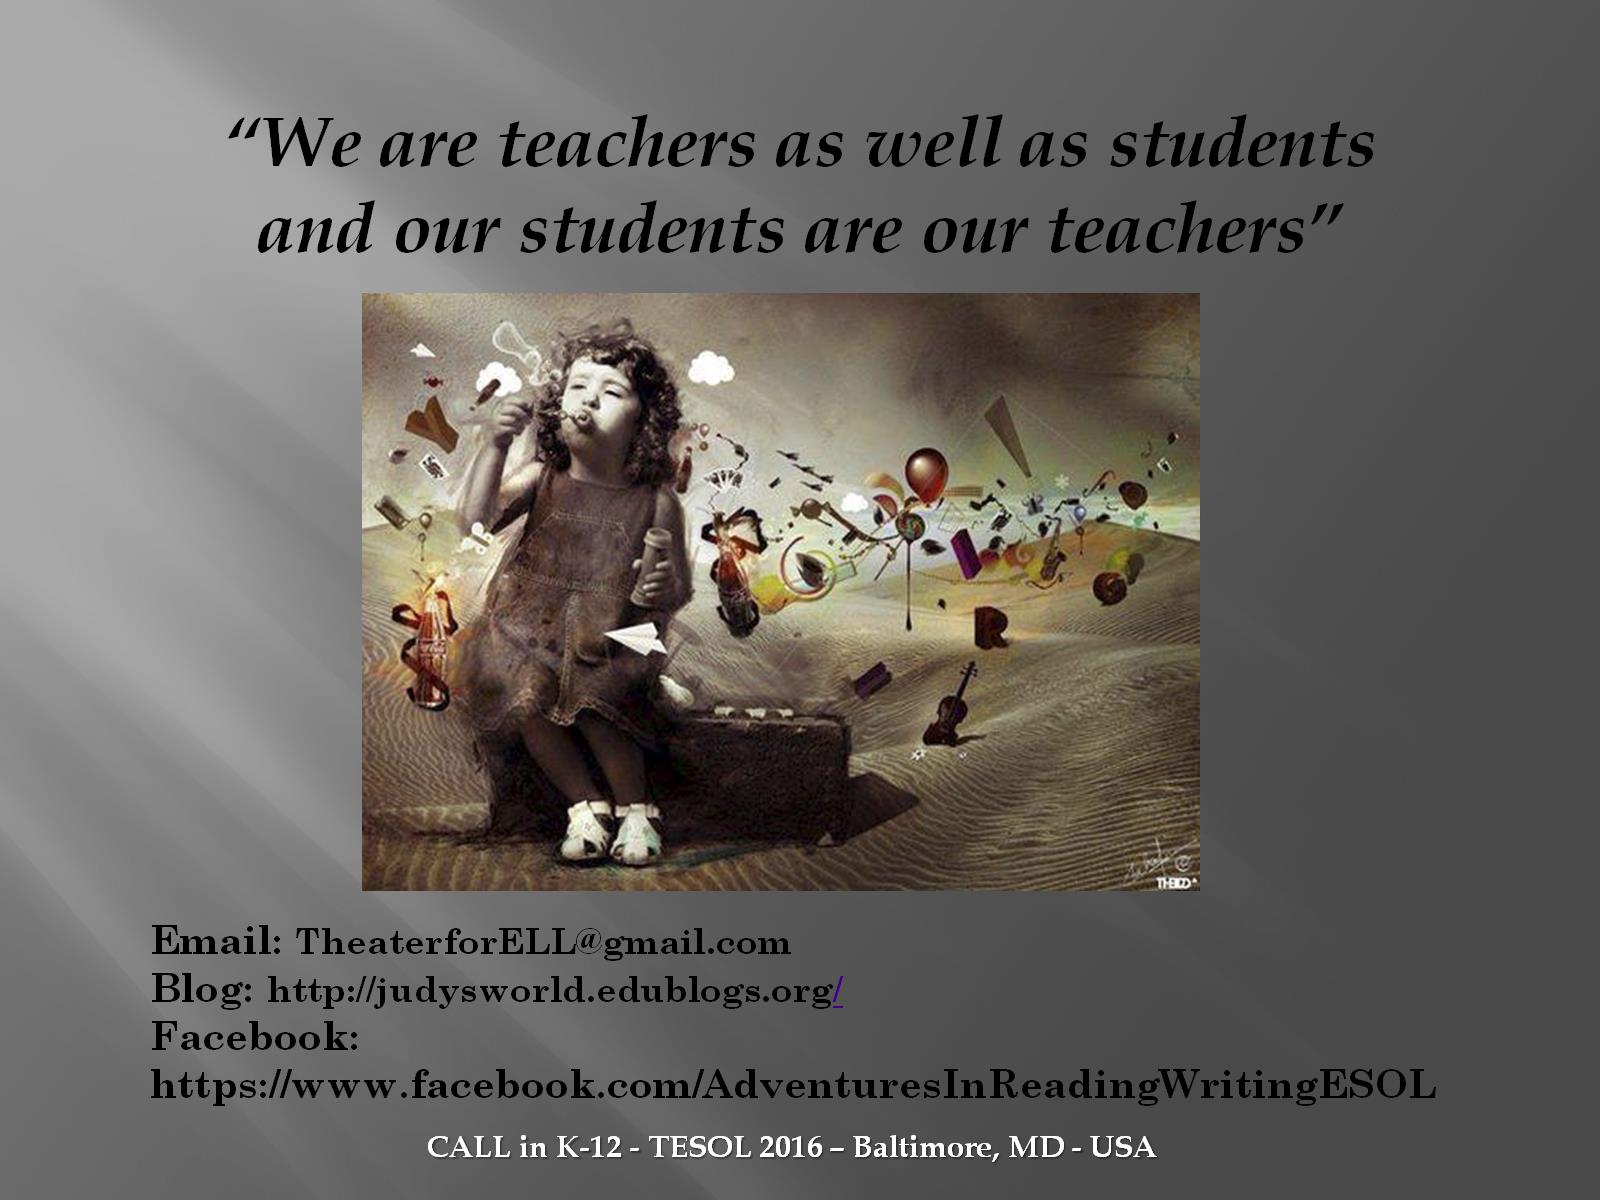 “We are teachers as well as students
and our students are our teachers”
R
TH3CO
Email: TheaterforELL@gmail.com
Blog: http://judysworld.edublogs.org/
Facebook:
https://www.facebook.com/AdventuresInReadingWritingESOL
CALL in K-12 - TESOL 2016 – Baltimore, MD - USA